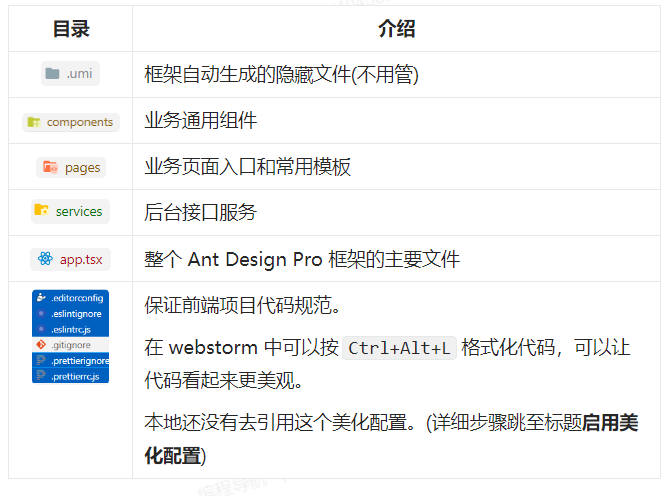 目录 介绍
.umi 框架自动生成的隐藏文件(不用管)
components 业务通用组件
pages 业务页面入口和常用模板
services 后台接口服务
app.tsx 整个 Ant Design Pro 框架的主要文件
.editorconfig
.eslintignore
.eslintrc.js
.gitignore
.prettierignore
.prettierrc.js
保证前端项目代码规范。
在 webstorm 中可以按 Ctrl+Alt+L 格式化代码，可以让
代码看起来更美观。
本地还没有去引用这个美化配置。(详细步骤跳至标题启用美
化配置)